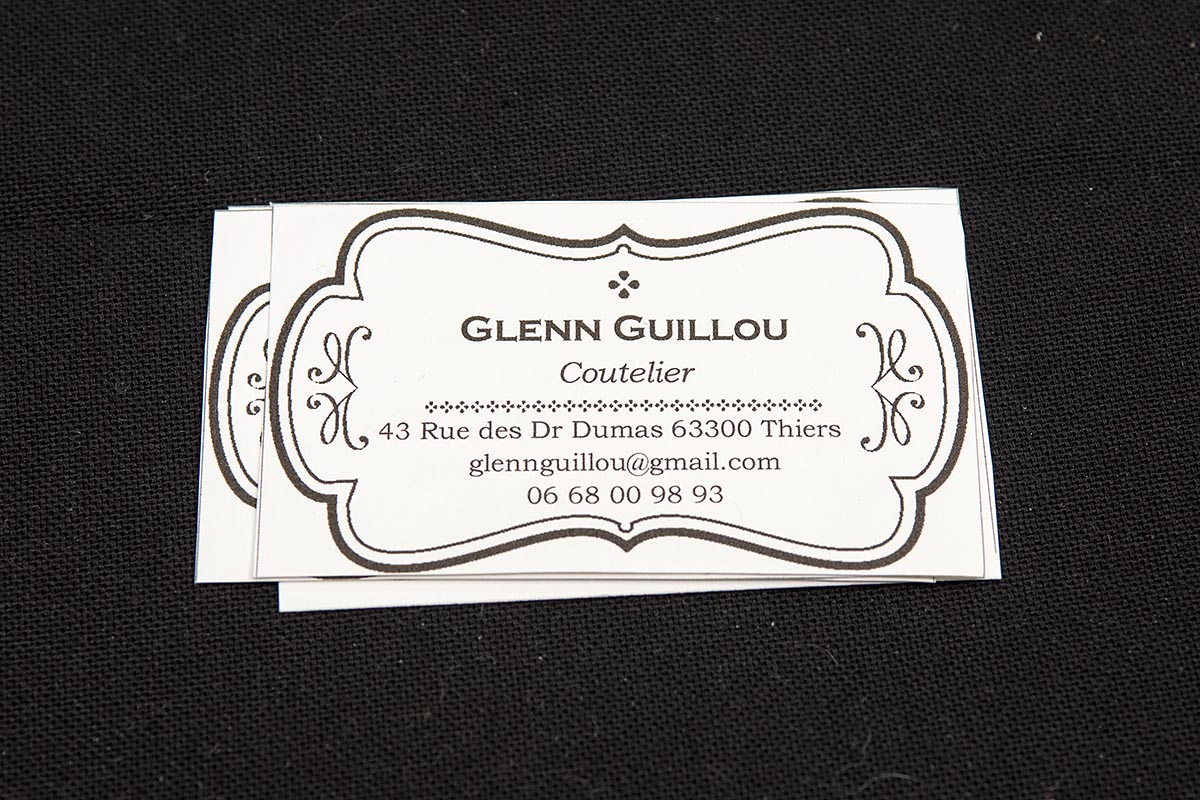 GLENN GUILLOU
Coutelier
43 Rue des Dr Dumas 63300 Thiers
glennguillou@gmail.com
06 68 00 98 93